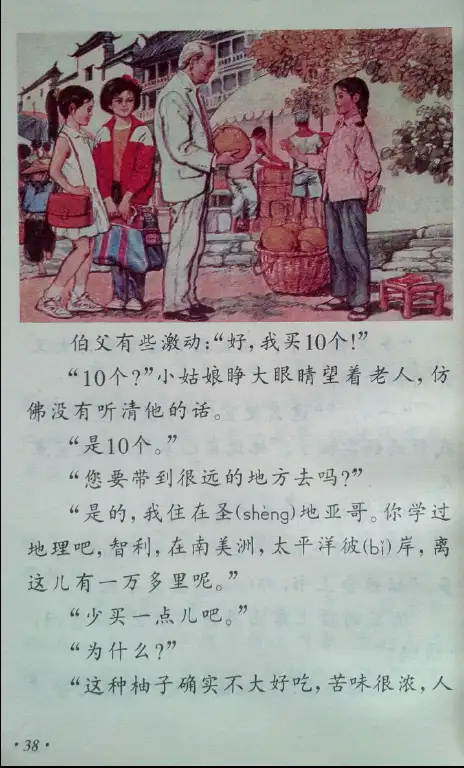 伯父有些激动:“好,我买10个!”
“10个?”小姑娘睁大眼睛望着老人,仿
佛没有听清他的话。
“是10个。”
“您要带到很远的地方去吗?”
“是的,我住在圣(shèng)地亚哥。你学过
地理吧,智利,在南美洲,太平洋彼(bǐ)岸,离
这儿有一万多里呢。”
“少买一点儿吧。”
“为什么?”
“这种柚子确实不大好吃,苦味很浓,人
·38·